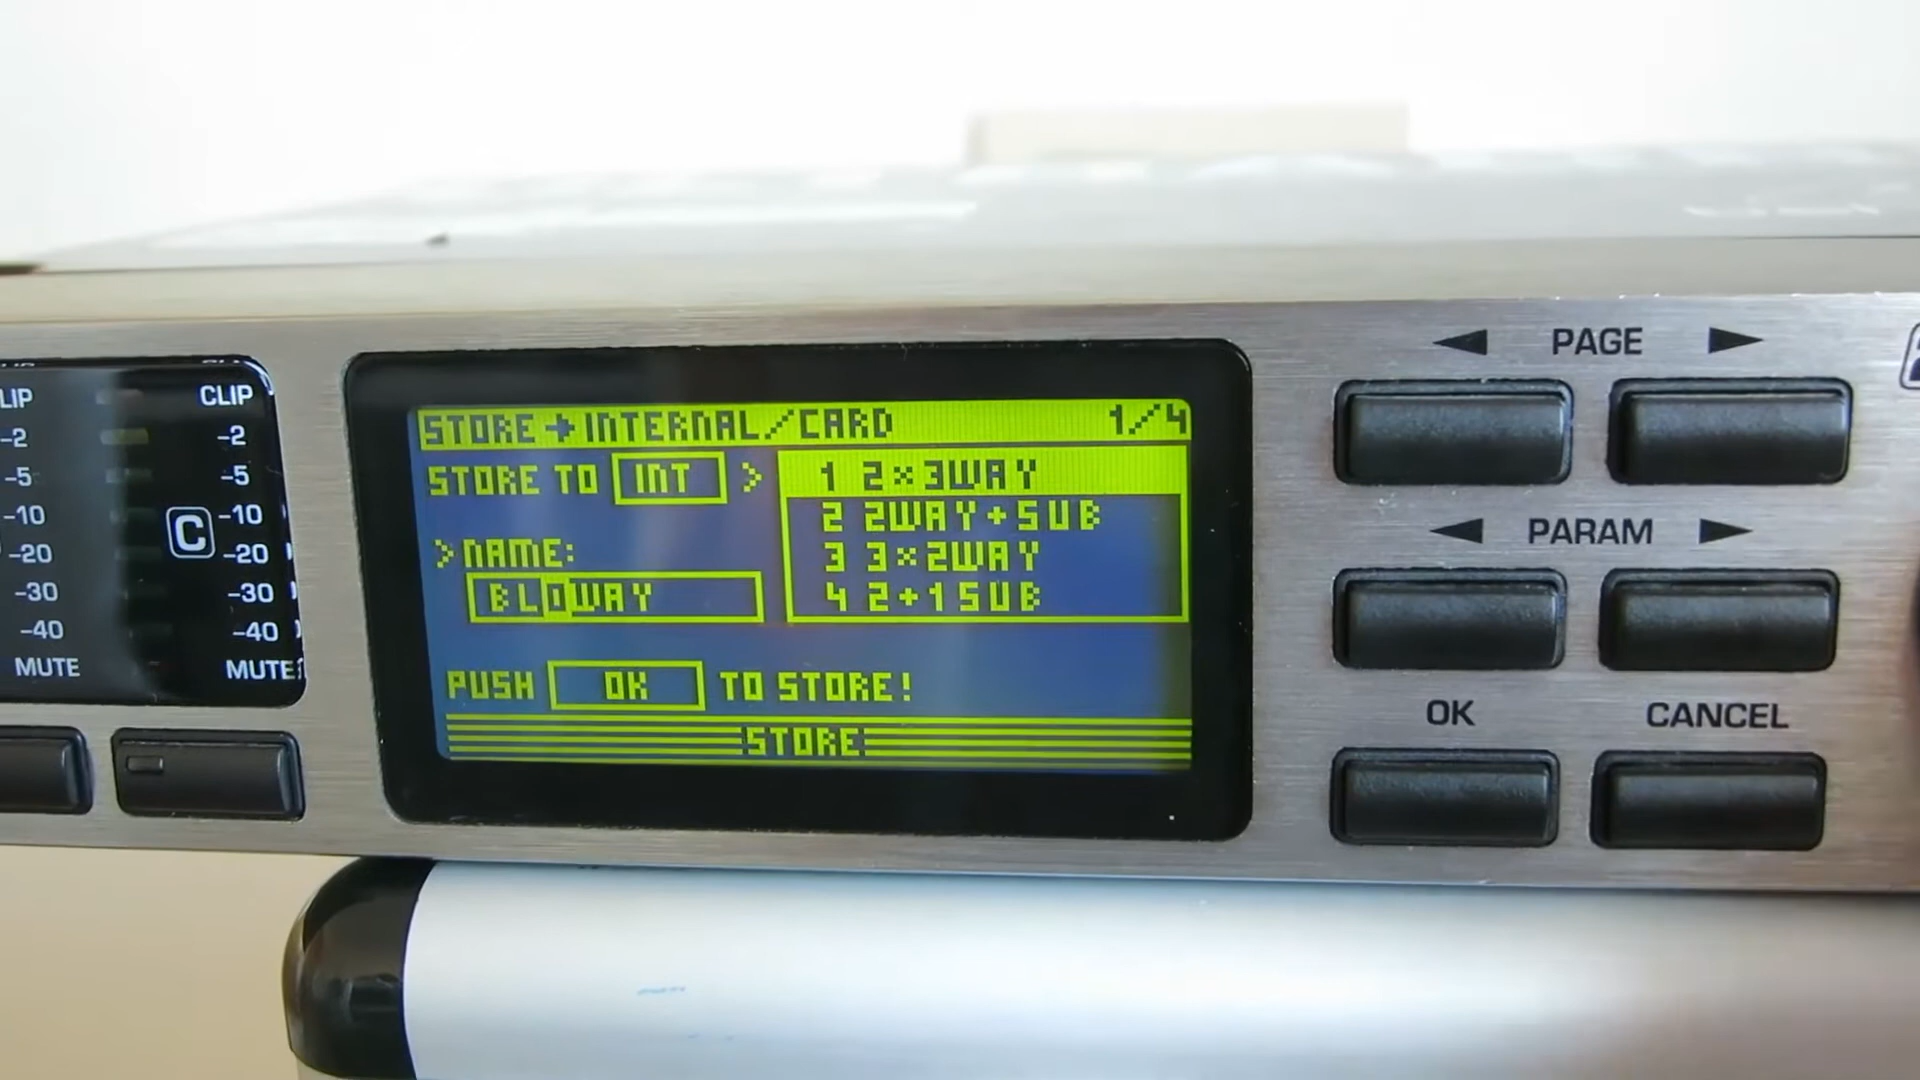 CLIP
-2
-5
-10
-20
-30
-40
MUTE
C
CLIP
-2
-5
-10
-20
-30
-40
MUTE
STORE➔INTERNAL/CARD 1/4
STORE TO INT >
1 2×3WAY
2 2WAY+SUB
3 3×2WAY
4 2+1SUB
>NAME:
BLOWAY
PUSH OK TO STORE!
STORE
◀ PAGE ▶
◀ PARAM ▶
OK CANCEL